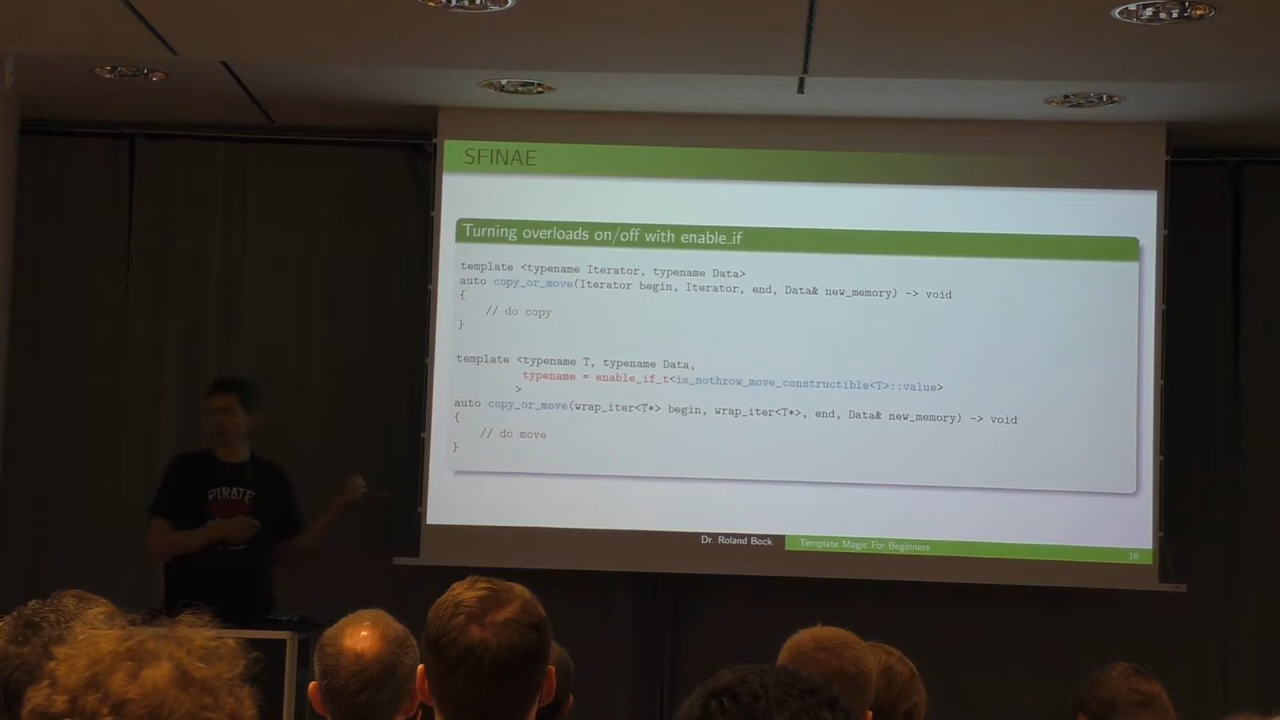 SFINAE
Turning overloads on/off with enable_if
template <typename Iterator, typename Data>
auto copy_or_move(Iterator begin, Iterator, end, Data& new_memory) -> void
{
// do copy
}
template <typename T, typename Data,
typename = enable_if_t<is_nothrow_move_constructible<T>::value>
>
auto copy_or_move(wrap_iter<T*> begin, wrap_iter<T*>, end, Data& new_memory) -> void
{
// do move
}
PIRATE
Dr. Roland Bock
Template Magic For Beginners
16